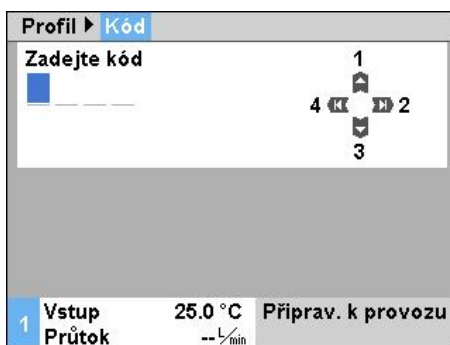 Profil ▶ Kód
Zadejte kód
1
4 2
3
1 Vstup 25.0 °C Připrav. k provozu
Průtok -- L/min